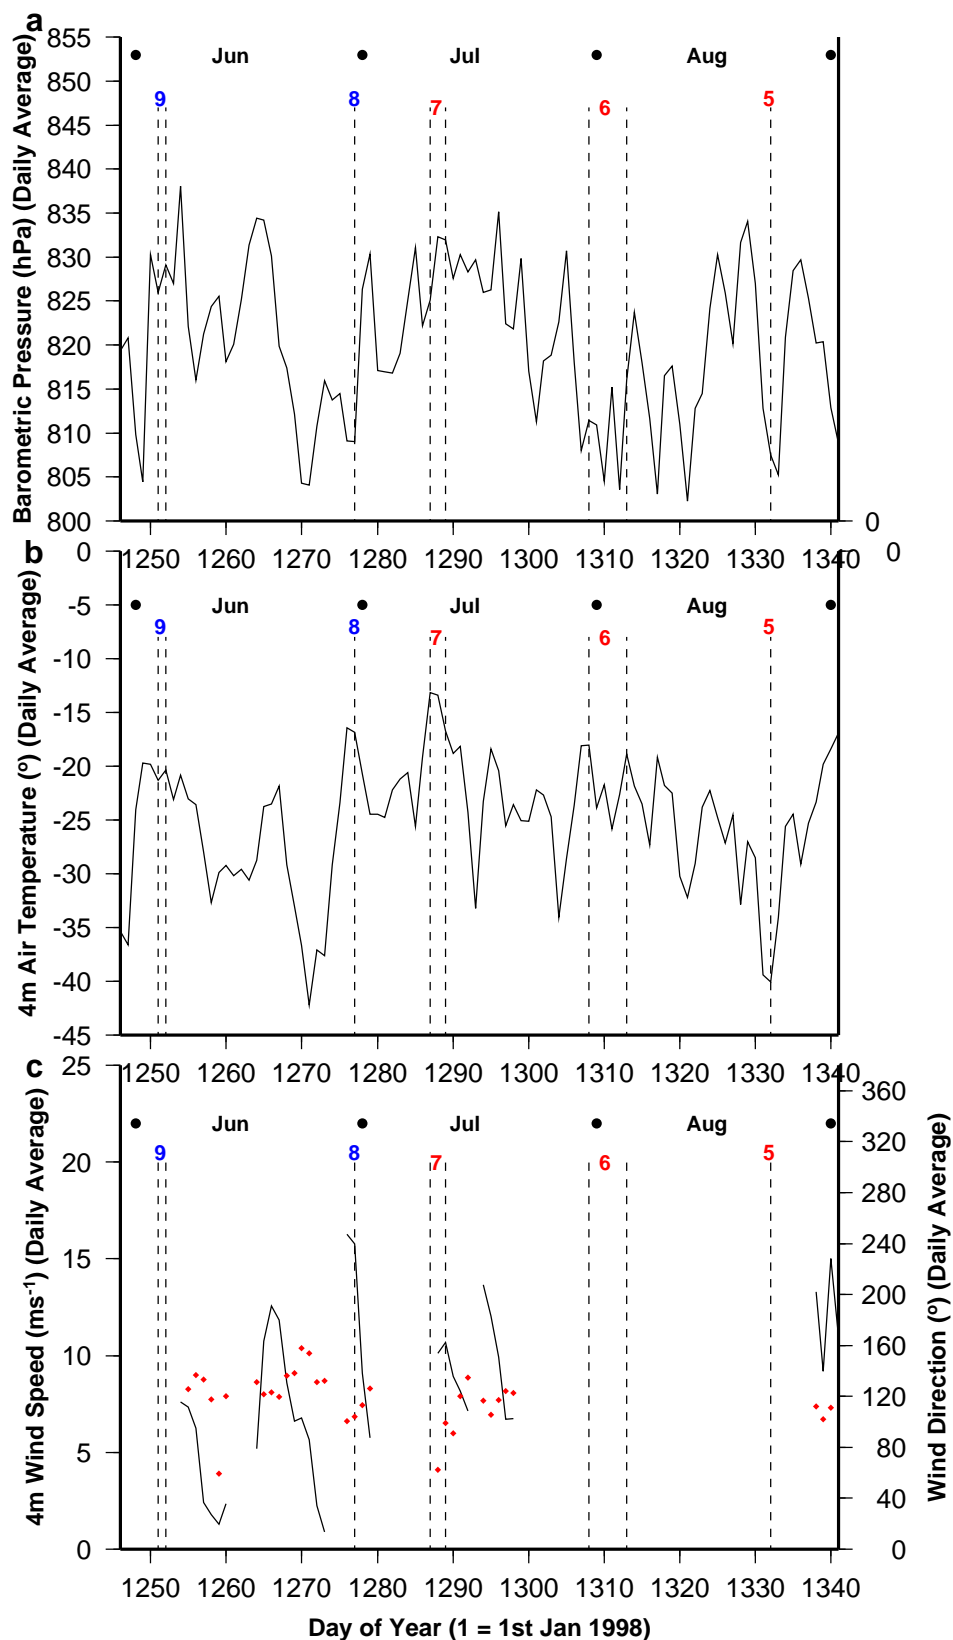 a
855
850
845
840
835
830
825
820
815
810
805
800
Barometric Pressure (hPa) (Daily Average)
Jun Jul Aug
9 8 7 6 5
0
1250 1260 1270 1280 1290 1300 1310 1320 1330 1340
b
0
-5
-10
-15
-20
-25
-30
-35
-40
-45
4m Air Temperature (º) (Daily Average)
0
Jun Jul Aug
9 8 7 6 5
1250 1260 1270 1280 1290 1300 1310 1320 1330 1340
c
25
20
15
10
5
0
4m Wind Speed (ms-1) (Daily Average)
Jun Jul Aug
9 8 7 6 5
360
320
280
240
200
160
120
80
40
0
Wind Direction (º) (Daily Average)
1250 1260 1270 1280 1290 1300 1310 1320 1330 1340
Day of Year (1 = 1st Jan 1998)